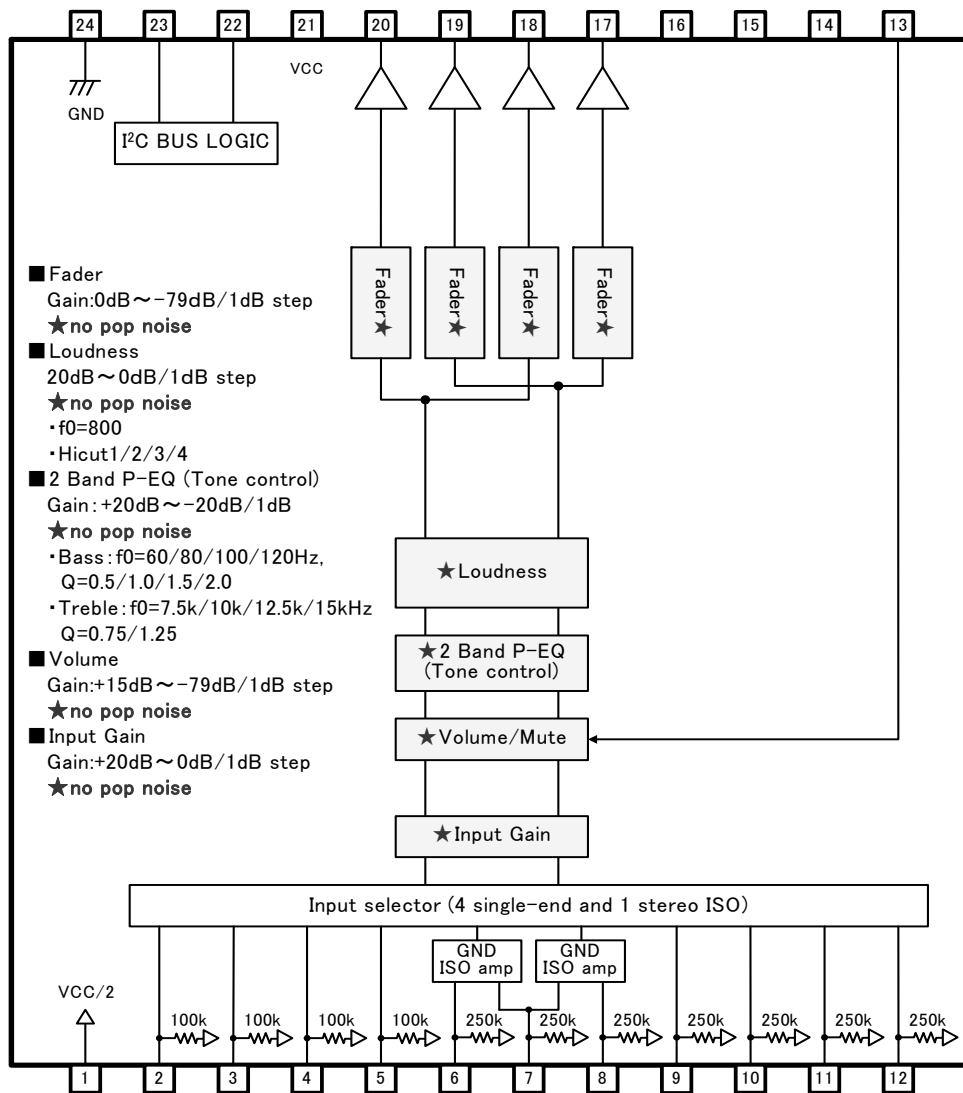 24 23 22 21 20 19 18 17 16 15 14 13
VCC
GND
I²C BUS LOGIC
■Fader
Gain:0dB～-79dB/1dB step
★no pop noise
■Loudness
20dB～0dB/1dB step
★no pop noise
・f0=800
・Hicut1/2/3/4
■2 Band P-EQ (Tone control)
Gain:+20dB～-20dB/1dB
★no pop noise
・Bass:f0=60/80/100/120Hz,
Q=0.5/1.0/1.5/2.0
・Treble:f0=7.5k/10k/12.5k/15kHz
Q=0.75/1.25
■Volume
Gain:+15dB～-79dB/1dB step
★no pop noise
■Input Gain
Gain:+20dB～0dB/1dB step
★no pop noise
Fader★
Fader★
Fader★
Fader★
★Loudness
★2 Band P-EQ
(Tone control)
★Volume/Mute
★Input Gain
Input selector (4 single-end and 1 stereo ISO)
GND
ISO amp
GND
ISO amp
VCC/2
100k 100k 100k 100k 250k 250k 250k 250k 250k 250k 250k
1 2 3 4 5 6 7 8 9 10 11 12